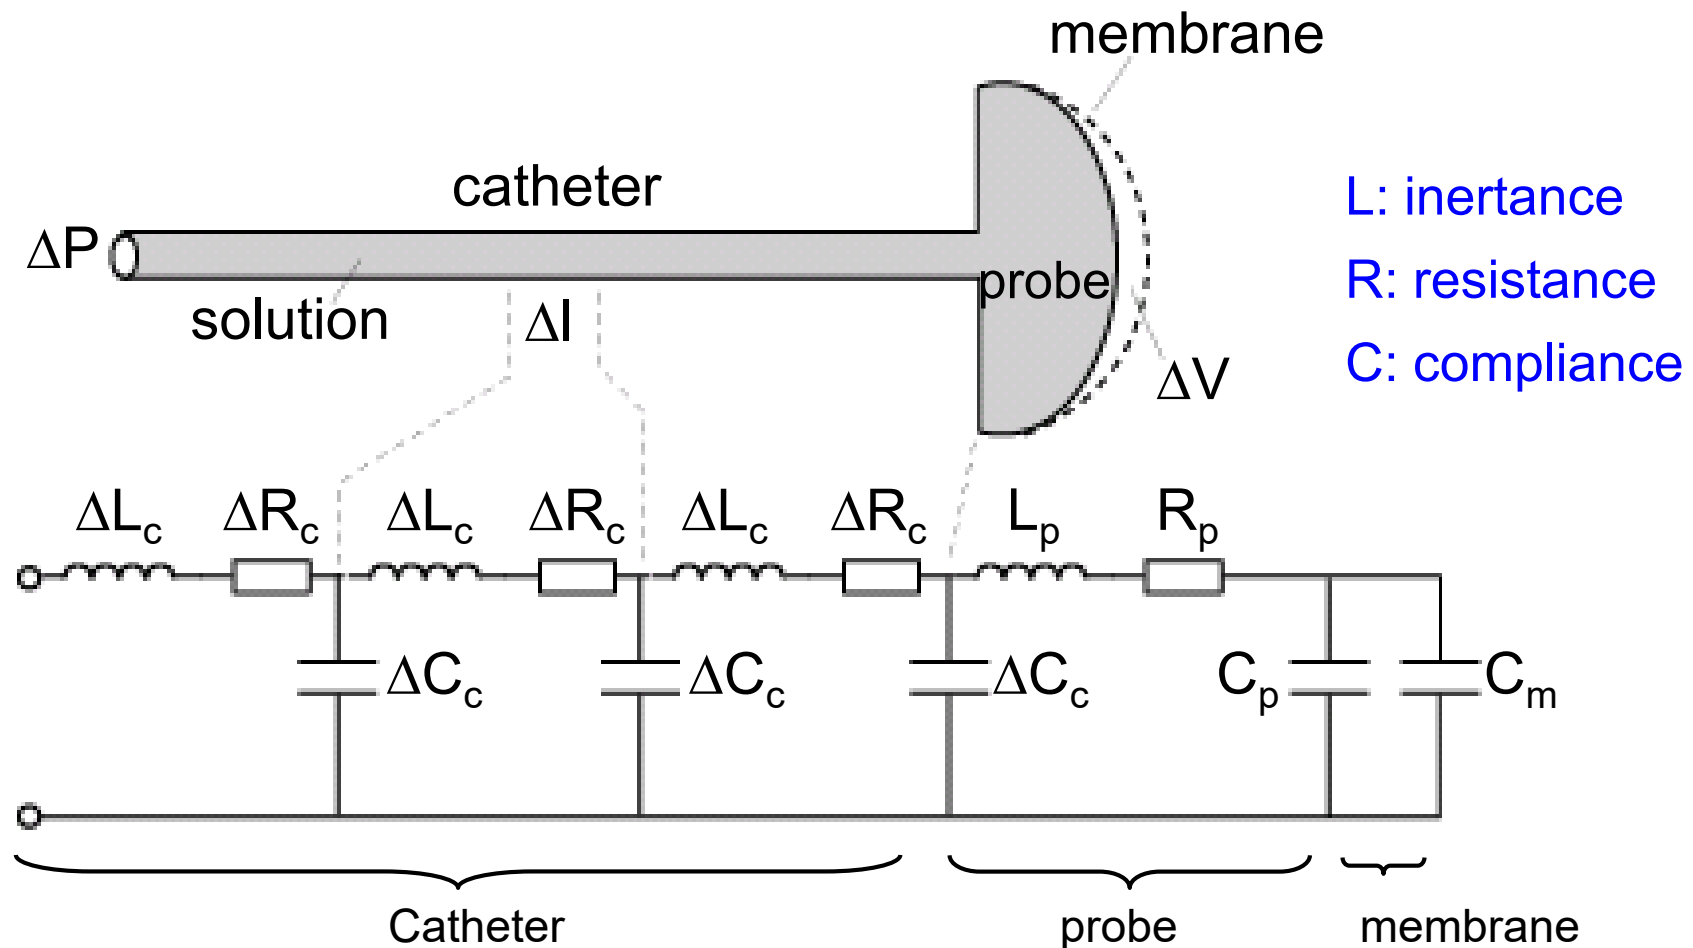 membrane
catheter
L: inertance
ΔP
probe
R: resistance
solution
Δl
ΔV
C: compliance
ΔLc ΔRc ΔLc ΔRc ΔLc ΔRc Lp Rp
ΔCc ΔCc ΔCc Cp Cm
Catheter probe membrane